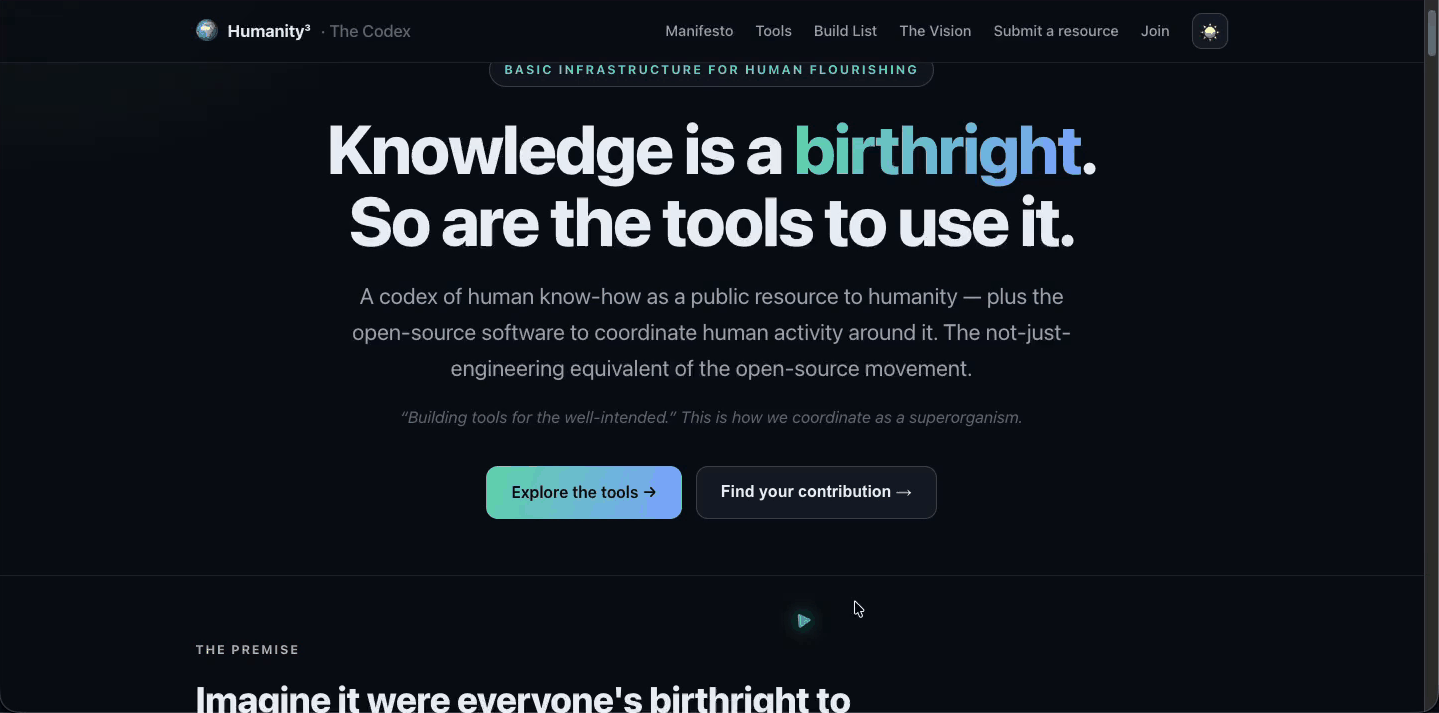 Humanity³ · The Codex
Manifesto Tools Build List The Vision Submit a resource Join
BASIC INFRASTRUCTURE FOR HUMAN FLOURISHING
Knowledge is a birthright.
So are the tools to use it.
A codex of human know-how as a public resource to humanity — plus the
open-source software to coordinate human activity around it. The not-just-
engineering equivalent of the open-source movement.
“Building tools for the well-intended.” This is how we coordinate as a superorganism.
Explore the tools →
Find your contribution →
THE PREMISE
Imagine it were everyone's birthright to